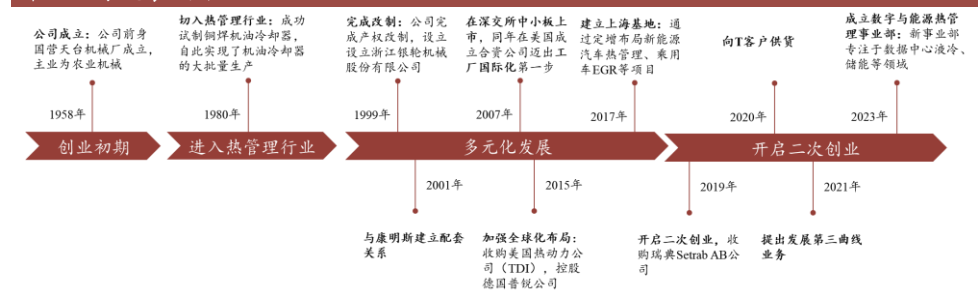 公司成立：公司前身
国营天台机械厂成立，
主业为农业机械
1958年
切入热管理行业：成功
试制铜焊机油冷却器，
自此实现了机油冷却器
的大批量生产
1980年
完成改制：公司完
成产权改制，设立
设立浙江银轮机械
股份有限公司
1999年
在深交所中小板上
市，同年在美国成
立合资公司迈出工
厂国际化第一步
2007年
建立上海基地：通
过定增布局新能源
汽车热管理、乘用
车EGR等项目
2017年
向T客户供货
2020年
成立数字与能源热管
理事业部：新事业部
专注于数据中心液冷、
储能等领域
2023年
创业初期
进入热管理行业
多元化发展
开启二次创业
2001年
与康明斯建立配套
关系
2015年
加强全球化布局：
收购美国热动力公
司（TDI），控股
德国普锐公司
2019年
开启二次创业，收
购瑞典Setrab AB公
司
2021年
提出发展第三曲线
业务